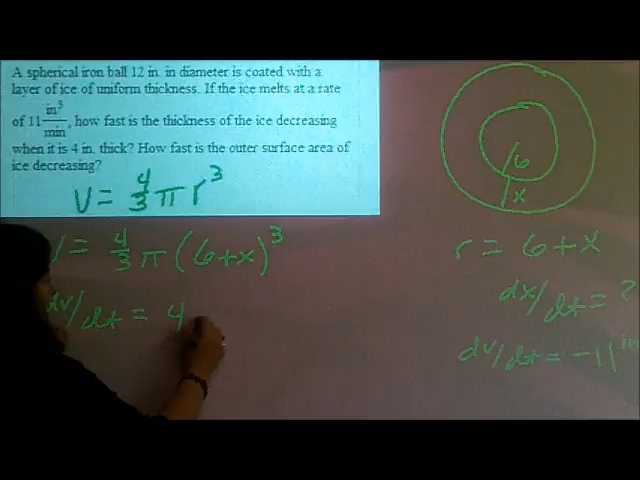 A spherical iron ball 12 in. in diameter is coated with a
layer of ice of uniform thickness. If the ice melts at a rate
of 11 in³/min, how fast is the thickness of the ice decreasing
when it is 4 in. thick? How fast is the outer surface area of
ice decreasing?
V = 4/3 π r³
= 4/3 π (6+x)³
dv/dt = 4
6
x
r = 6+x
dx/dt = ?
dv/dt = -11 in